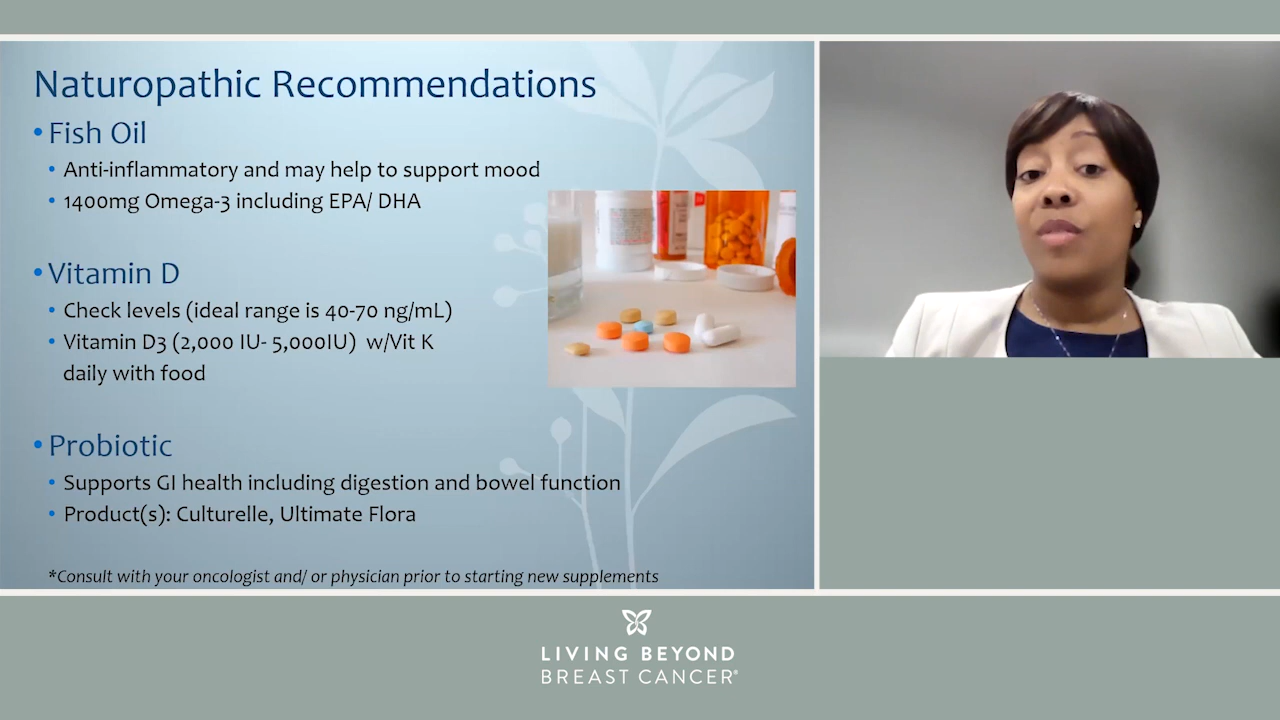 Naturopathic Recommendations
• Fish Oil
• Anti-inflammatory and may help to support mood
• 1400mg Omega-3 including EPA/ DHA
• Vitamin D
• Check levels (ideal range is 40-70 ng/mL)
• Vitamin D3 (2,000 IU- 5,000IU) w/Vit K
daily with food
• Probiotic
• Supports GI health including digestion and bowel function
• Product(s): Culturelle, Ultimate Flora
*Consult with your oncologist and/ or physician prior to starting new supplements
LIVING BEYOND
BREAST CANCER®